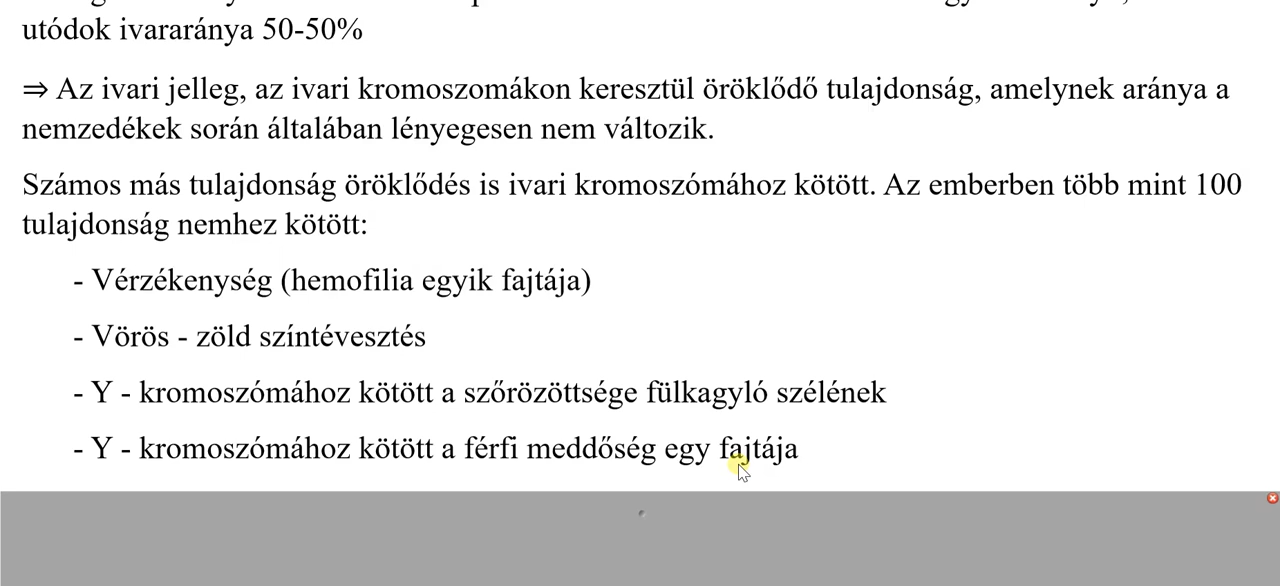 utódok ivararánya 50-50%
⇒ Az ivari jelleg, az ivari kromoszomákon keresztül öröklődő tulajdonság, amelynek aránya a
nemzedékek során általában lényegesen nem változik.
Számos más tulajdonság öröklődés is ivari kromoszómához kötött. Az emberben több mint 100
tulajdonság nemhez kötött:
- Vérzékenység (hemofilia egyik fajtája)
- Vörös - zöld színtévesztés
- Y - kromoszómához kötött a szőrözöttsége fülkagyló szélének
- Y - kromoszómához kötött a férfi meddőség egy fajtája